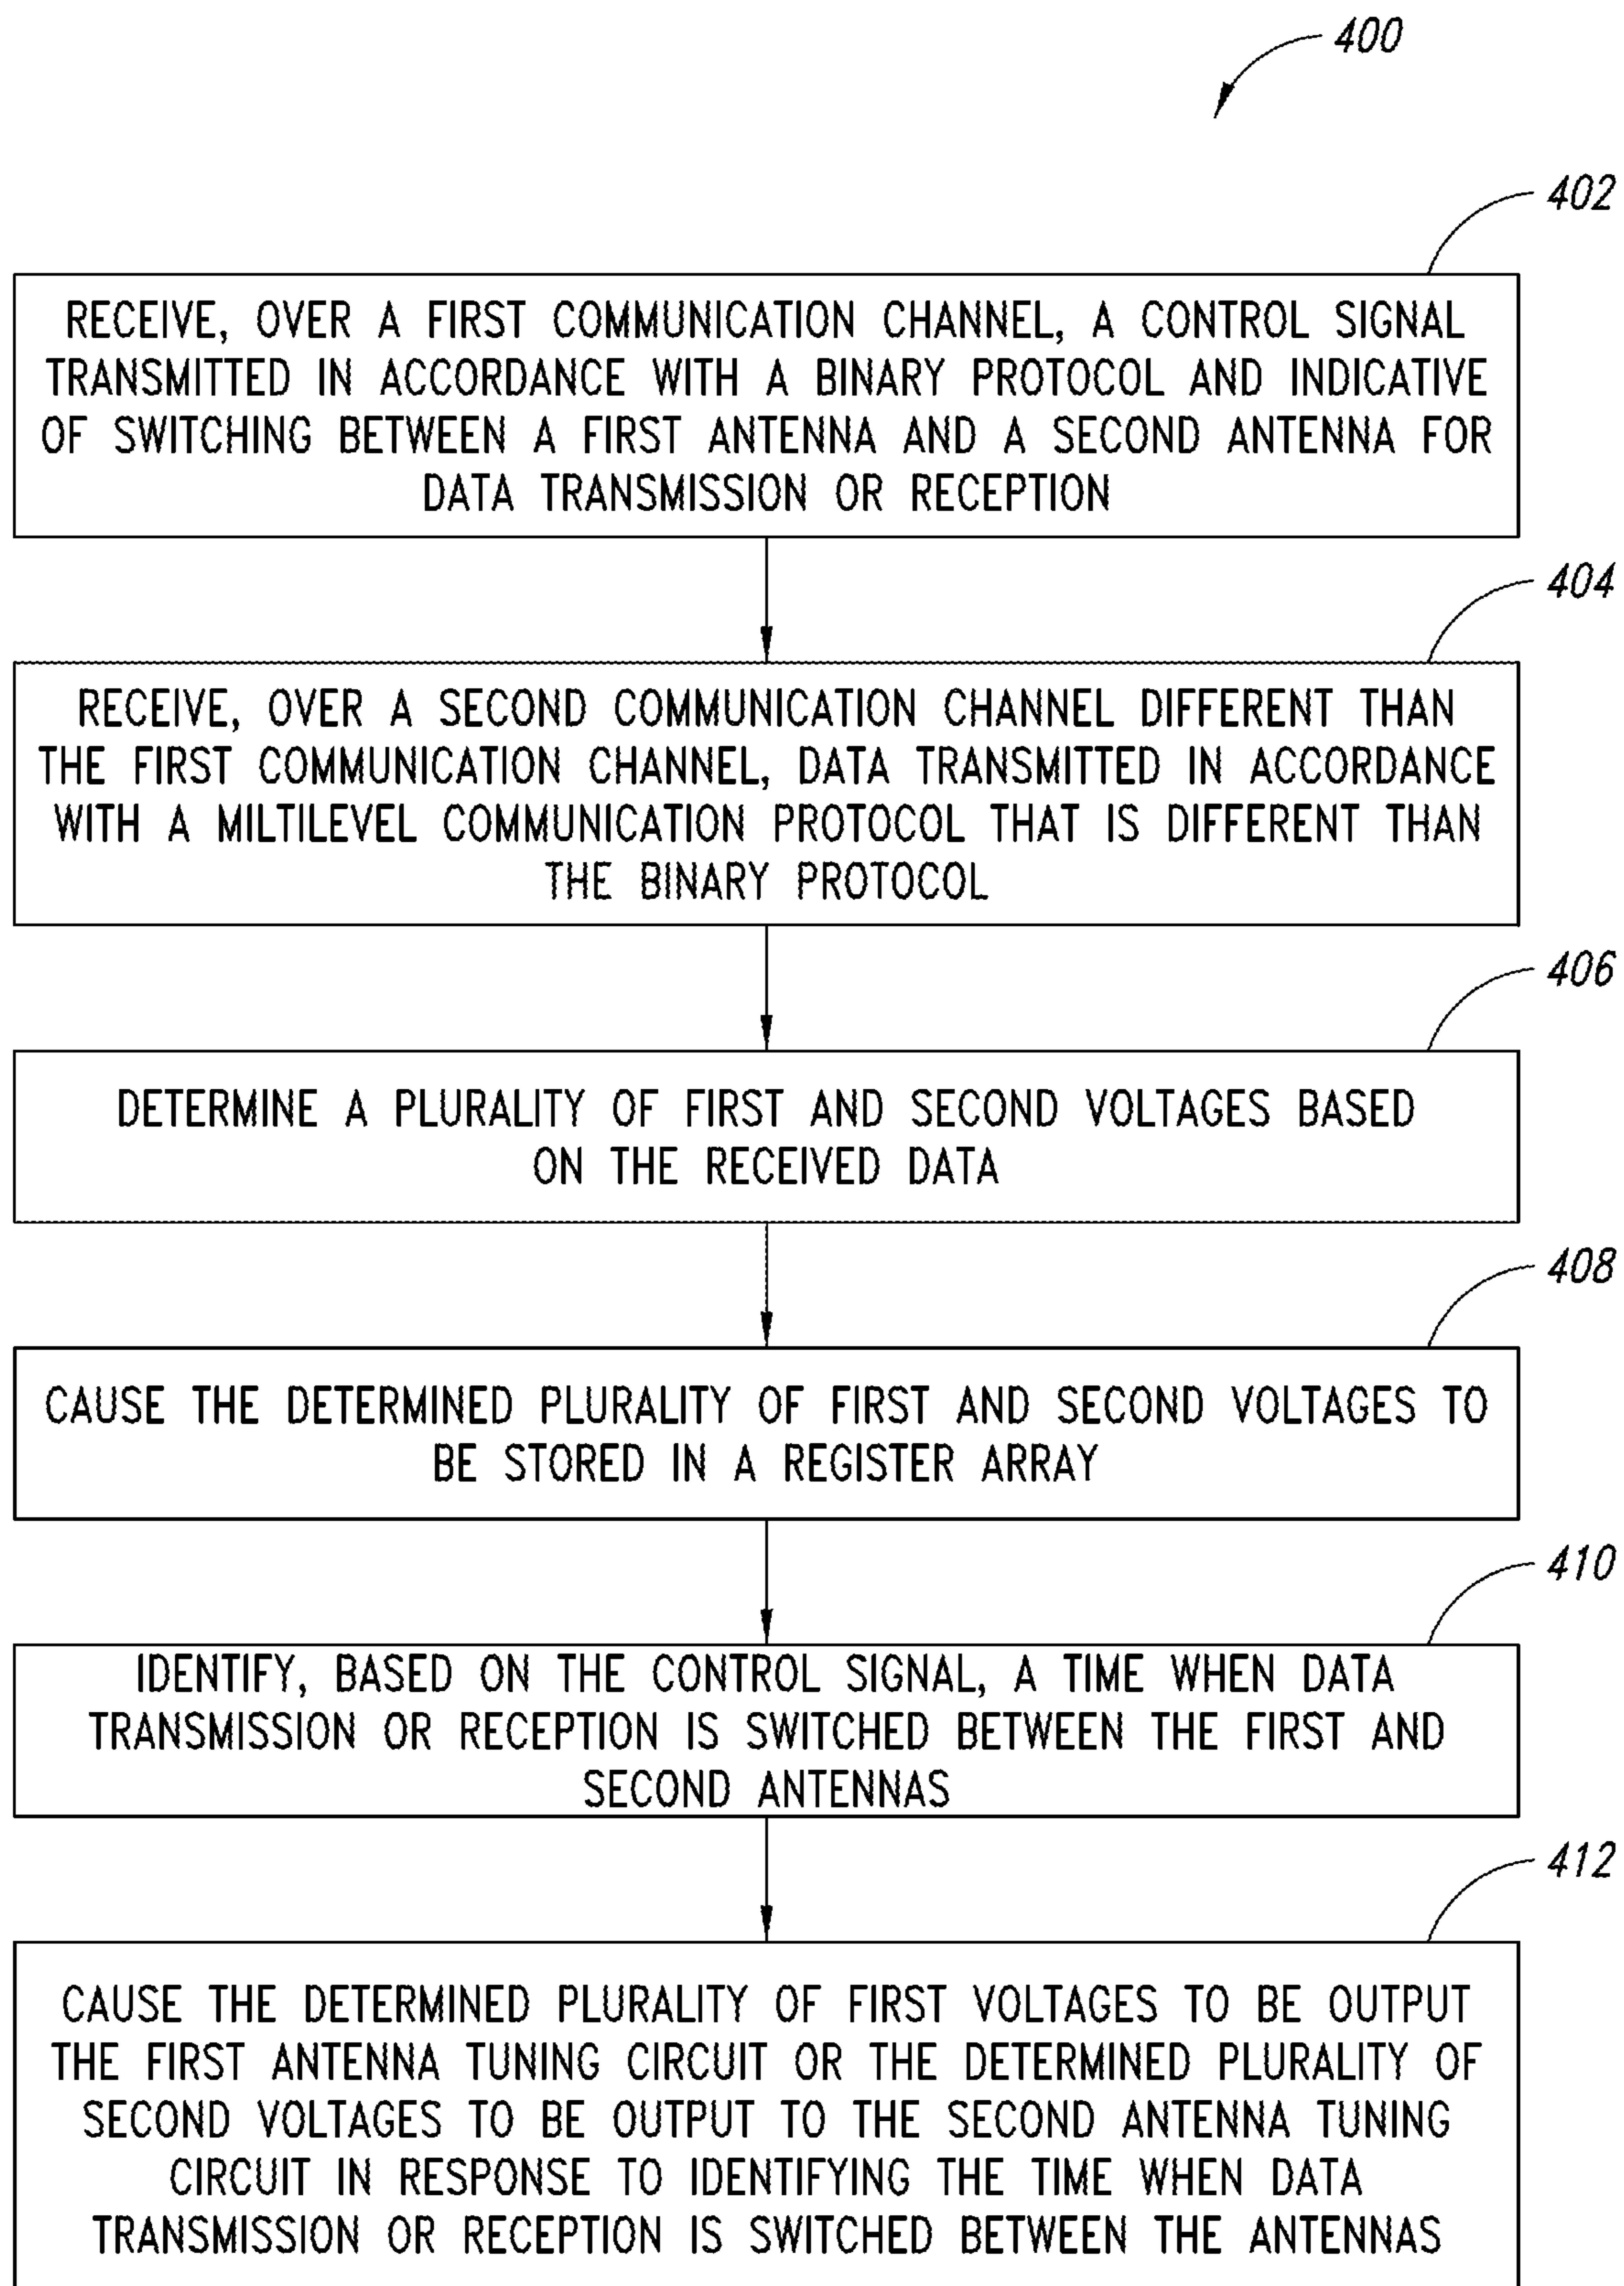 400
402
RECEIVE, OVER A FIRST COMMUNICATION CHANNEL, A CONTROL SIGNAL
TRANSMITTED IN ACCORDANCE WITH A BINARY PROTOCOL AND INDICATIVE
OF SWITCHING BETWEEN A FIRST ANTENNA AND A SECOND ANTENNA FOR
DATA TRANSMISSION OR RECEPTION
404
RECEIVE, OVER A SECOND COMMUNICATION CHANNEL DIFFERENT THAN
THE FIRST COMMUNICATION CHANNEL, DATA TRANSMITTED IN ACCORDANCE
WITH A MILTILEVEL COMMUNICATION PROTOCOL THAT IS DIFFERENT THAN
THE BINARY PROTOCOL
406
DETERMINE A PLURALITY OF FIRST AND SECOND VOLTAGES BASED
ON THE RECEIVED DATA
408
CAUSE THE DETERMINED PLURALITY OF FIRST AND SECOND VOLTAGES TO
BE STORED IN A REGISTER ARRAY
410
IDENTIFY, BASED ON THE CONTROL SIGNAL, A TIME WHEN DATA
TRANSMISSION OR RECEPTION IS SWITCHED BETWEEN THE FIRST AND
SECOND ANTENNAS
412
CAUSE THE DETERMINED PLURALITY OF FIRST VOLTAGES TO BE OUTPUT
THE FIRST ANTENNA TUNING CIRCUIT OR THE DETERMINED PLURALITY OF
SECOND VOLTAGES TO BE OUTPUT TO THE SECOND ANTENNA TUNING
CIRCUIT IN RESPONSE TO IDENTIFYING THE TIME WHEN DATA
TRANSMISSION OR RECEPTION IS SWITCHED BETWEEN THE ANTENNAS